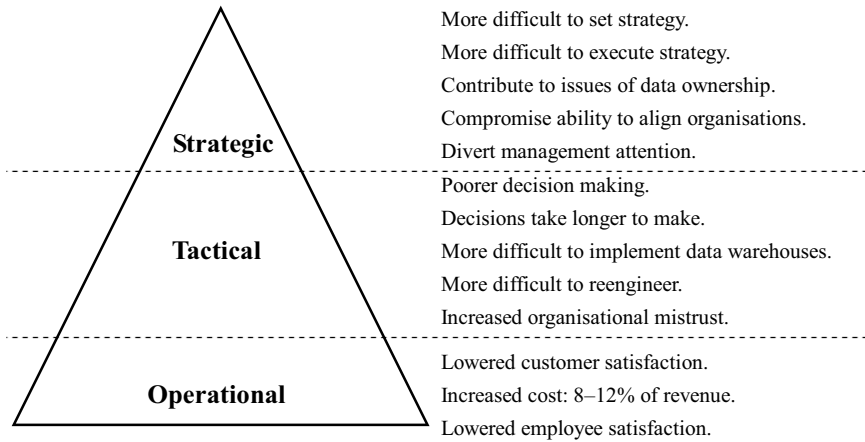 More difficult to set strategy.
More difficult to execute strategy.
Contribute to issues of data ownership.
Compromise ability to align organisations.
Strategic
Divert management attention.
Poorer decision making.
Decisions take longer to make.
Tactical
More difficult to implement data warehouses.
More difficult to reengineer.
Increased organisational mistrust.
Lowered customer satisfaction.
Operational
Increased cost: 8–12% of revenue.
Lowered employee satisfaction.